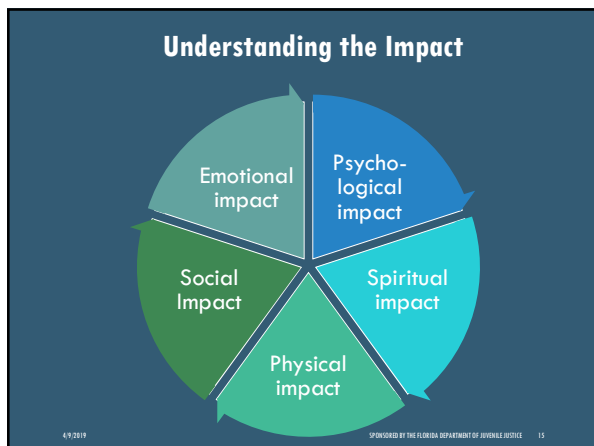 Understanding the Impact
Emotional
impact
Psycho-
logical
impact
Social
Impact
Spiritual
impact
Physical
impact
4/9/2019
SPONSORED BY THE FLORIDA DEPARTMENT OF JUVENILE JUSTICE
15